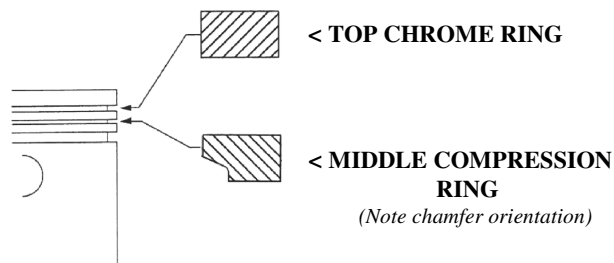 < TOP CHROME RING
< MIDDLE COMPRESSION
RING
(Note chamfer orientation)